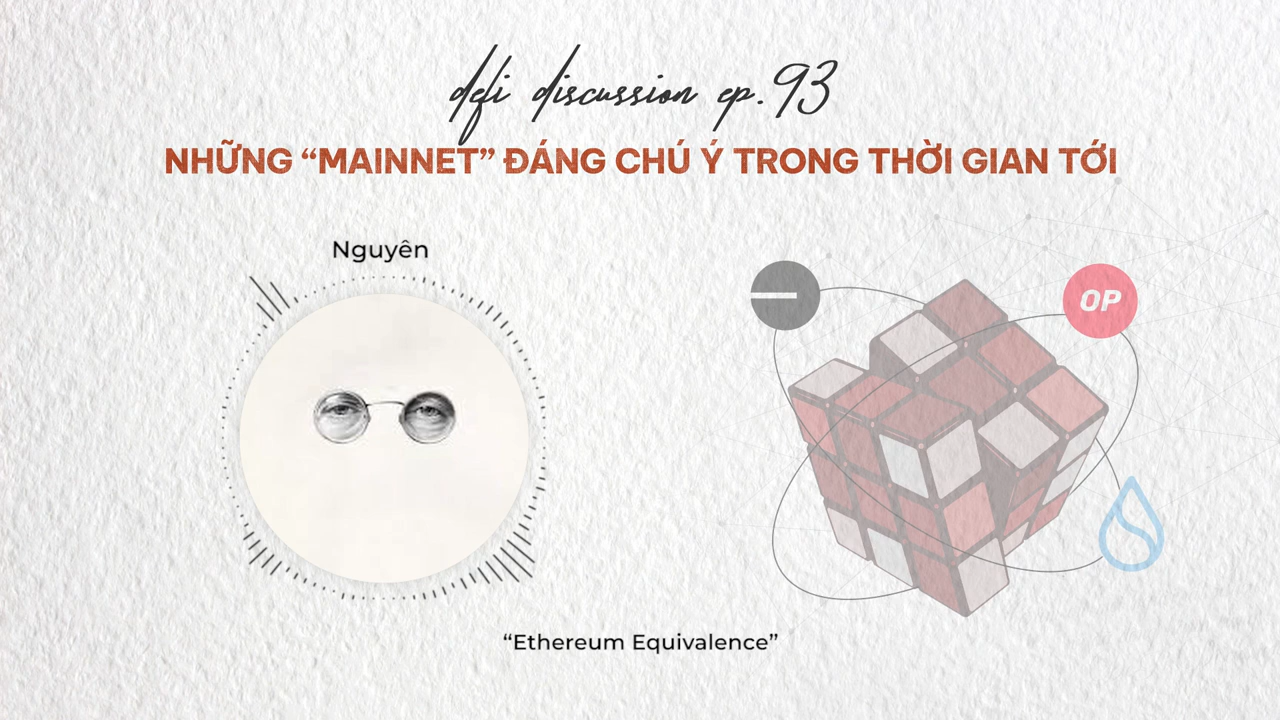 defi discussion ep.93
NHỮNG “MAINNET” ĐÁNG CHÚ Ý TRONG THỜI GIAN TỚI
Nguyên
OP
“Ethereum Equivalence”